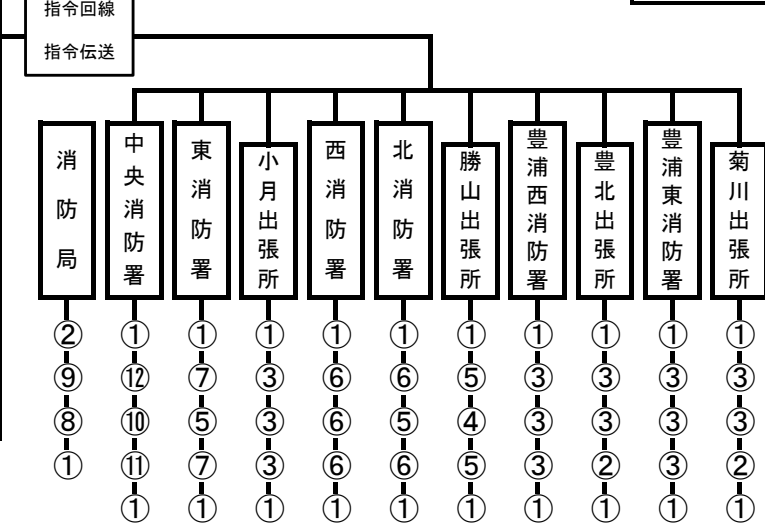 指令回線
指令伝送
消防局
中央消防署
東消防署
小月出張所
西消防署
北消防署
勝山出張所
豊浦西消防署
豊北出張所
豊浦東消防署
菊川出張所
② ① ① ① ① ① ① ① ① ① ①
⑨ ⑫ ⑦ ③ ⑥ ⑥ ⑤ ③ ③ ③ ③
⑧ ⑩ ⑤ ③ ⑥ ⑤ ④ ③ ③ ③ ③
① ⑪ ⑦ ③ ⑥ ⑥ ⑤ ③ ② ③ ②
① ① ① ① ① ① ① ① ① ①